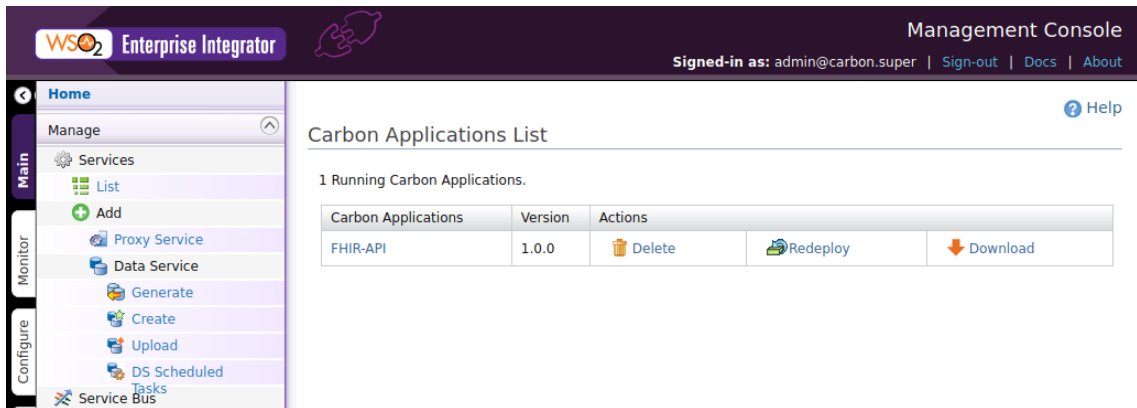 WSO2 Enterprise Integrator
Management Console
Signed-in as: admin@carbon.super | Sign-out | Docs | About
Home
Manage
Services
List
Add
Proxy Service
Data Service
Generate
Create
Upload
DS Scheduled
Tasks
Service Bus
Main
Monitor
Configure
Help
Carbon Applications List
1 Running Carbon Applications.
Carbon Applications Version Actions
FHIR-API 1.0.0 Delete Redeploy Download